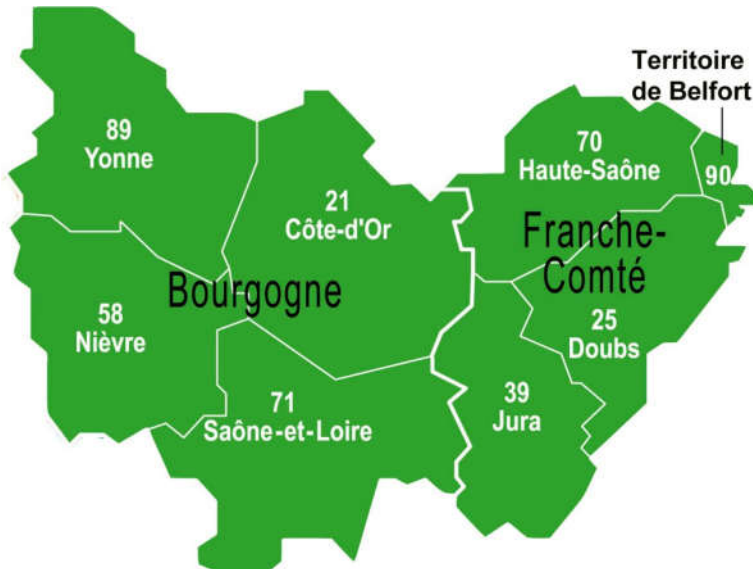 Territoire
de Belfort
89
Yonne
70
Haute-Saône
90
21
Côte-d'Or
Franche-
Comté
Bourgogne
58
Nièvre
25
Doubs
39
Jura
71
Saône-et-Loire